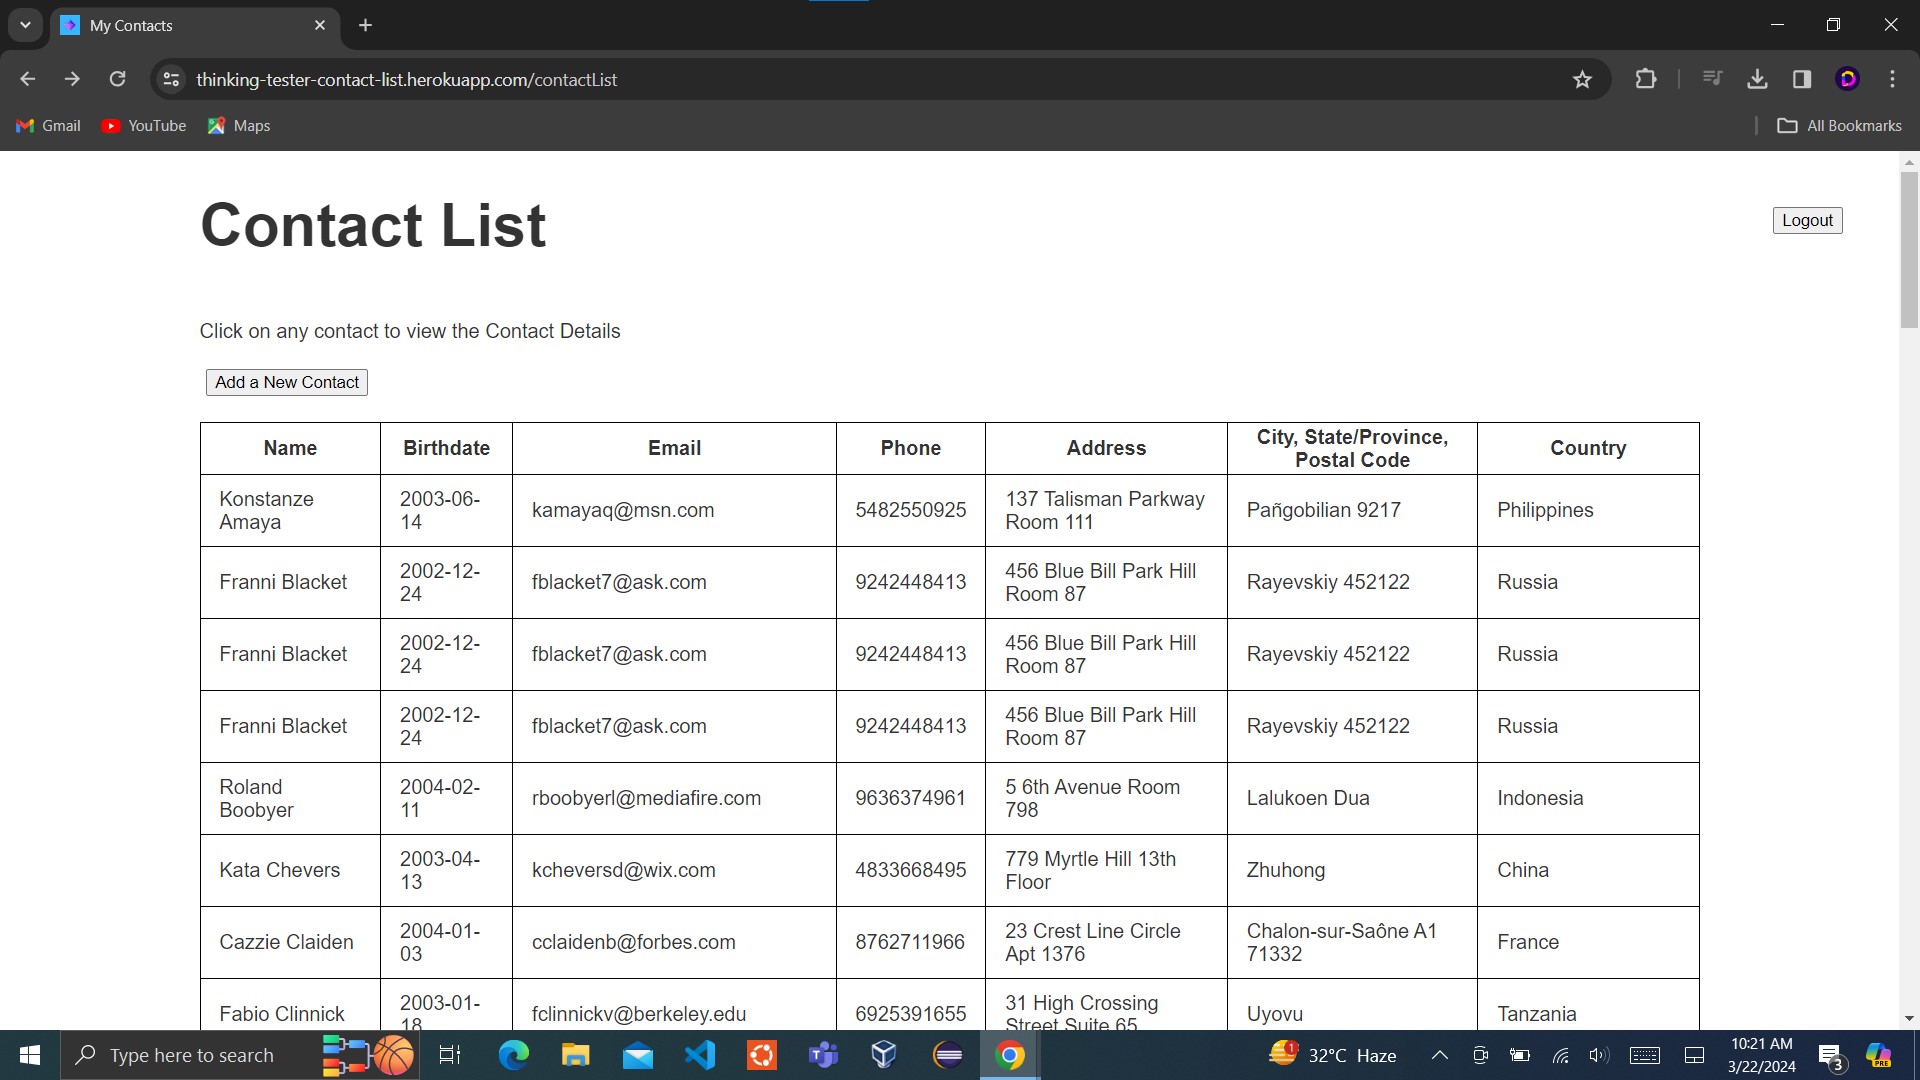 My Contacts
thinking-tester-contact-list.herokuapp.com/contactList
Gmail YouTube Maps All Bookmarks
Contact List
Logout
Click on any contact to view the Contact Details
Add a New Contact
Name Birthdate Email Phone Address City, State/Province, Postal Code Country
Konstanze Amaya 2003-06-14 kamayaq@msn.com 5482550925 137 Talisman Parkway Room 111 Pañgobilian 9217 Philippines
Franni Blacket 2002-12-24 fblacket7@ask.com 9242448413 456 Blue Bill Park Hill Room 87 Rayevskiy 452122 Russia
Franni Blacket 2002-12-24 fblacket7@ask.com 9242448413 456 Blue Bill Park Hill Room 87 Rayevskiy 452122 Russia
Franni Blacket 2002-12-24 fblacket7@ask.com 9242448413 456 Blue Bill Park Hill Room 87 Rayevskiy 452122 Russia
Roland Boobyer 2004-02-11 rboobyerl@mediafire.com 9636374961 5 6th Avenue Room 798 Lalukoen Dua Indonesia
Kata Chevers 2003-04-13 kcheversd@wix.com 4833668495 779 Myrtle Hill 13th Floor Zhuhong China
Cazzie Claiden 2004-01-03 cclaidenb@forbes.com 8762711966 23 Crest Line Circle Apt 1376 Chalon-sur-Saône A1 71332 France
Fabio Clinnick 2003-01-18 fclinnickv@berkeley.edu 6925391655 31 High Crossing Street Suite 65 Uyovu Tanzania
Type here to search
1 32°C Haze
10:21 AM
3/22/2024
3
PRE